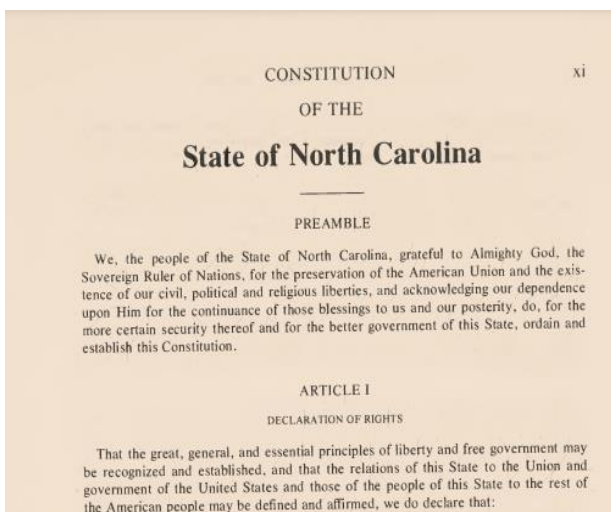 CONSTITUTION xi
OF THE
State of North Carolina
PREAMBLE
We, the people of the State of North Carolina, grateful to Almighty God, the
Sovereign Ruler of Nations, for the preservation of the American Union and the exis-
tence of our civil, political and religious liberties, and acknowledging our dependence
upon Him for the continuance of those blessings to us and our posterity, do, for the
more certain security thereof and for the better government of this State, ordain and
establish this Constitution.
ARTICLE I
DECLARATION OF RIGHTS
That the great, general, and essential principles of liberty and free government may
be recognized and established, and that the relations of this State to the Union and
government of the United States and those of the people of this State to the rest of
the American people may be defined and affirmed, we do declare that: